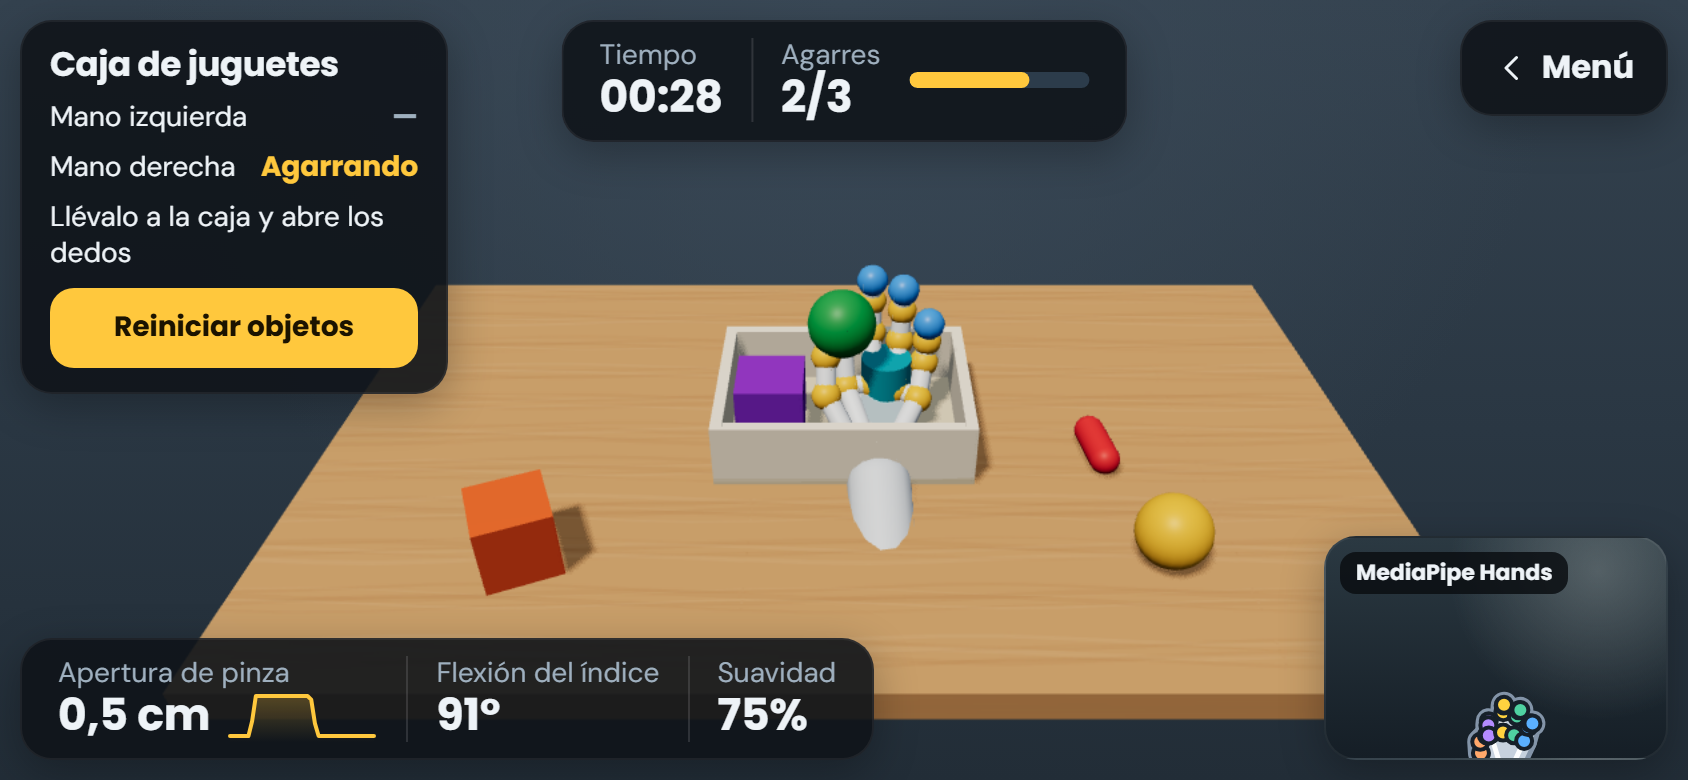 Caja de juguetes
Mano izquierda –
Mano derecha Agarrando
Llévalo a la caja y abre los
dedos
Reiniciar objetos
Tiempo
00:28
Agarres
2/3
Menú
MediaPipe Hands
Apertura de pinza
0,5 cm
Flexión del índice
91°
Suavidad
75%